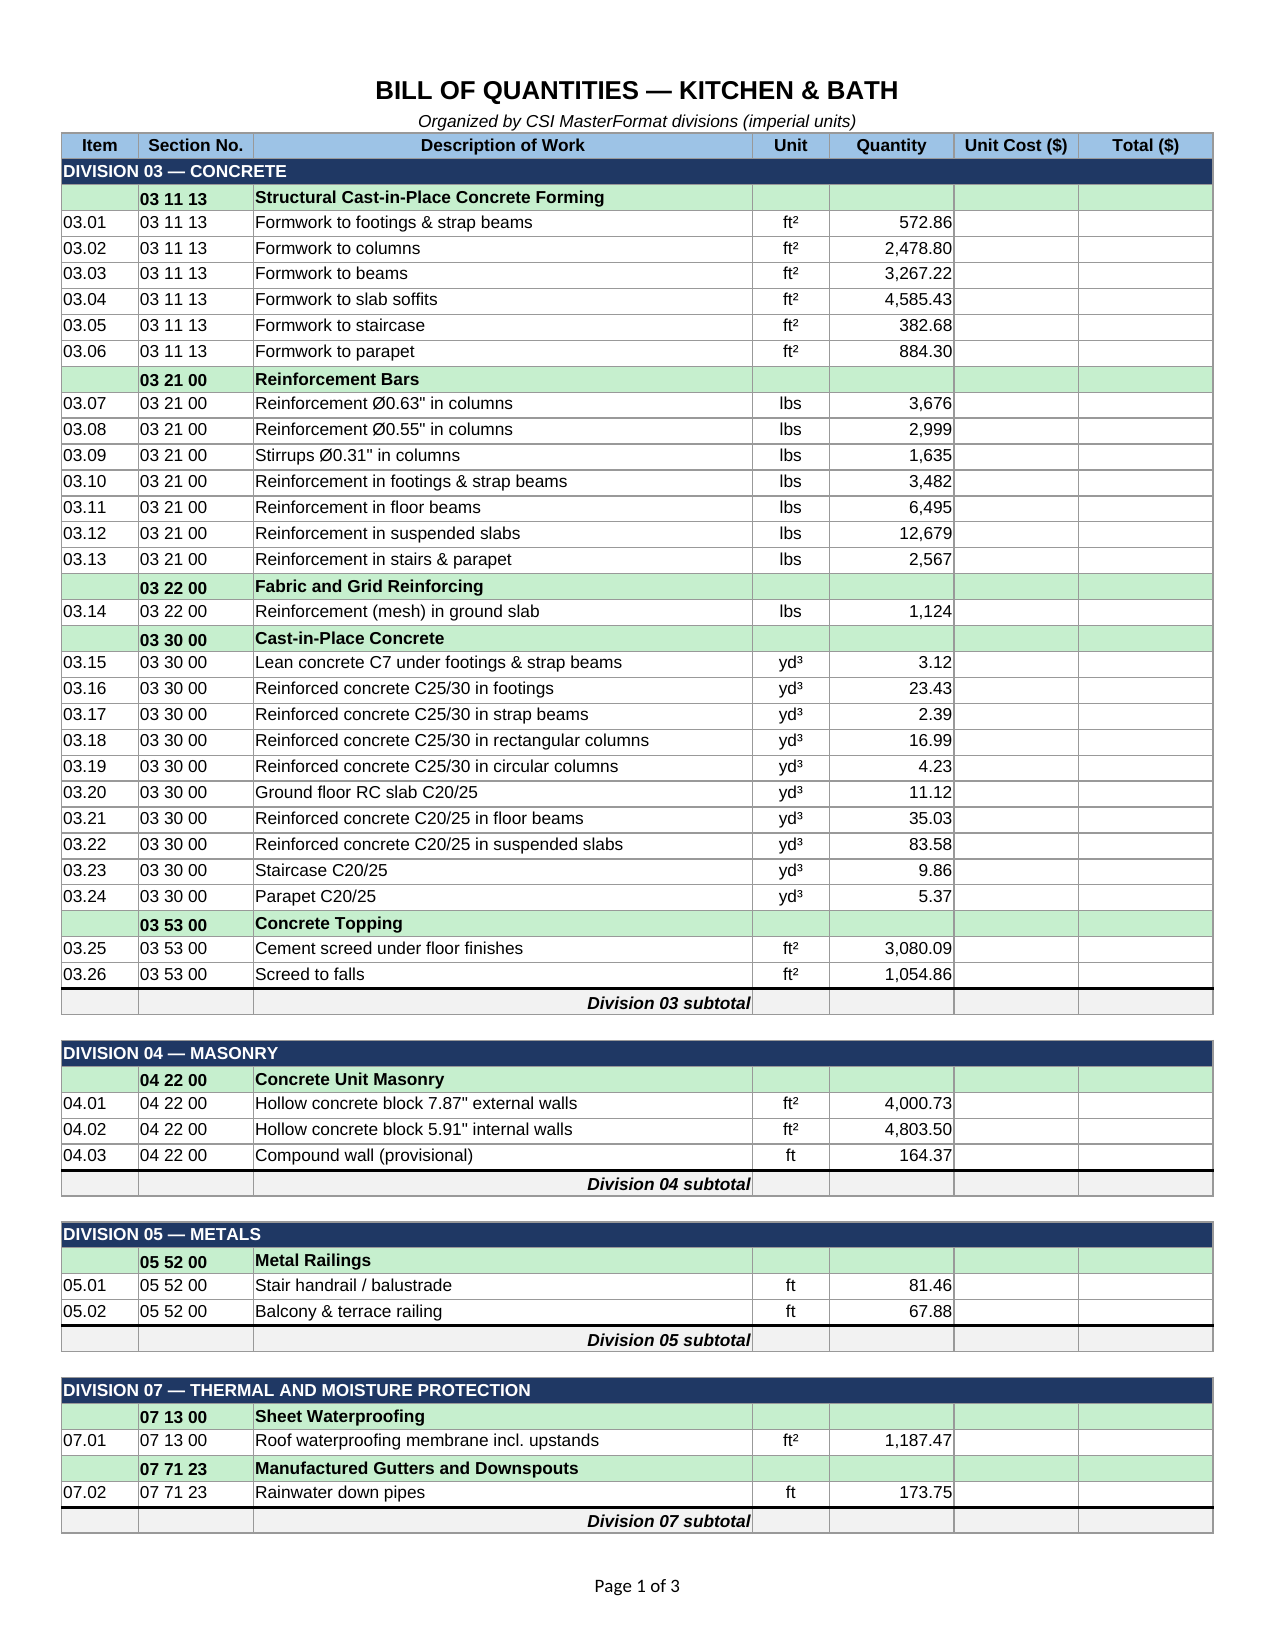 BILL OF QUANTITIES — KITCHEN & BATH
Organized by CSI MasterFormat divisions (imperial units)
Item Section No. Description of Work Unit Quantity Unit Cost ($) Total ($)
DIVISION 03 — CONCRETE
03 11 13 Structural Cast-in-Place Concrete Forming
03.01 03 11 13 Formwork to footings & strap beams ft² 572.86
03.02 03 11 13 Formwork to columns ft² 2,478.80
03.03 03 11 13 Formwork to beams ft² 3,267.22
03.04 03 11 13 Formwork to slab soffits ft² 4,585.43
03.05 03 11 13 Formwork to staircase ft² 382.68
03.06 03 11 13 Formwork to parapet ft² 884.30
03 21 00 Reinforcement Bars
03.07 03 21 00 Reinforcement Ø0.63" in columns lbs 3,676
03.08 03 21 00 Reinforcement Ø0.55" in columns lbs 2,999
03.09 03 21 00 Stirrups Ø0.31" in columns lbs 1,635
03.10 03 21 00 Reinforcement in footings & strap beams lbs 3,482
03.11 03 21 00 Reinforcement in floor beams lbs 6,495
03.12 03 21 00 Reinforcement in suspended slabs lbs 12,679
03.13 03 21 00 Reinforcement in stairs & parapet lbs 2,567
03 22 00 Fabric and Grid Reinforcing
03.14 03 22 00 Reinforcement (mesh) in ground slab lbs 1,124
03 30 00 Cast-in-Place Concrete
03.15 03 30 00 Lean concrete C7 under footings & strap beams yd³ 3.12
03.16 03 30 00 Reinforced concrete C25/30 in footings yd³ 23.43
03.17 03 30 00 Reinforced concrete C25/30 in strap beams yd³ 2.39
03.18 03 30 00 Reinforced concrete C25/30 in rectangular columns yd³ 16.99
03.19 03 30 00 Reinforced concrete C25/30 in circular columns yd³ 4.23
03.20 03 30 00 Ground floor RC slab C20/25 yd³ 11.12
03.21 03 30 00 Reinforced concrete C20/25 in floor beams yd³ 35.03
03.22 03 30 00 Reinforced concrete C20/25 in suspended slabs yd³ 83.58
03.23 03 30 00 Staircase C20/25 yd³ 9.86
03.24 03 30 00 Parapet C20/25 yd³ 5.37
03 53 00 Concrete Topping
03.25 03 53 00 Cement screed under floor finishes ft² 3,080.09
03.26 03 53 00 Screed to falls ft² 1,054.86
Division 03 subtotal
DIVISION 04 — MASONRY
04 22 00 Concrete Unit Masonry
04.01 04 22 00 Hollow concrete block 7.87" external walls ft² 4,000.73
04.02 04 22 00 Hollow concrete block 5.91" internal walls ft² 4,803.50
04.03 04 22 00 Compound wall (provisional) ft 164.37
Division 04 subtotal
DIVISION 05 — METALS
05 52 00 Metal Railings
05.01 05 52 00 Stair handrail / balustrade ft 81.46
05.02 05 52 00 Balcony & terrace railing ft 67.88
Division 05 subtotal
DIVISION 07 — THERMAL AND MOISTURE PROTECTION
07 13 00 Sheet Waterproofing
07.01 07 13 00 Roof waterproofing membrane incl. upstands ft² 1,187.47
07 71 23 Manufactured Gutters and Downspouts
07.02 07 71 23 Rainwater down pipes ft 173.75
Division 07 subtotal
Page 1 of 3